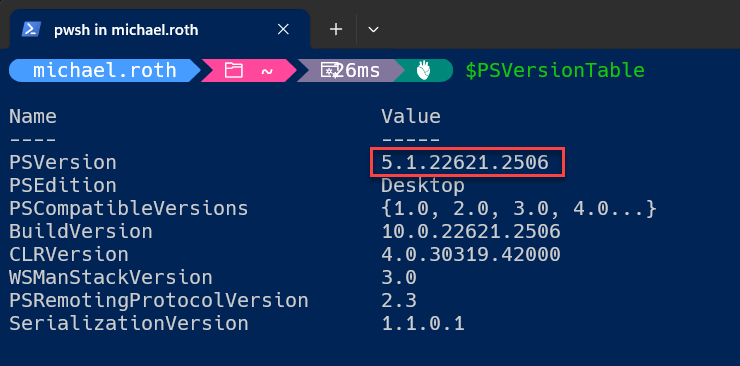 pwsh in michael.roth
michael.roth ~ 26ms $PSVersionTable
Name Value
---- -----
PSVersion 5.1.22621.2506
PSEdition Desktop
PSCompatibleVersions {1.0, 2.0, 3.0, 4.0...}
BuildVersion 10.0.22621.2506
CLRVersion 4.0.30319.42000
WSManStackVersion 3.0
PSRemotingProtocolVersion 2.3
SerializationVersion 1.1.0.1